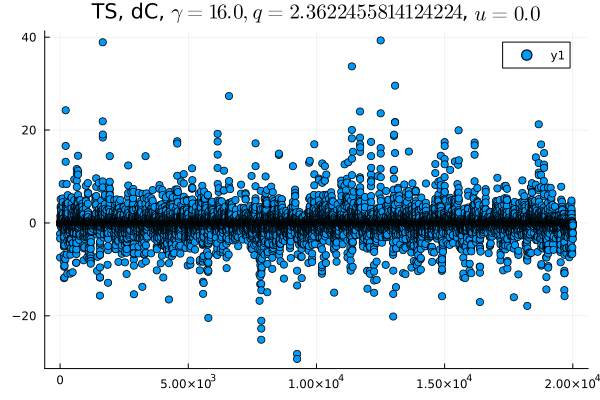 TS, dC, γ = 16.0, q = 2.3622455814124224, u = 0.0
y1
40
20
0
−20
0 5.00×10³ 1.00×10⁴ 1.50×10⁴ 2.00×10⁴